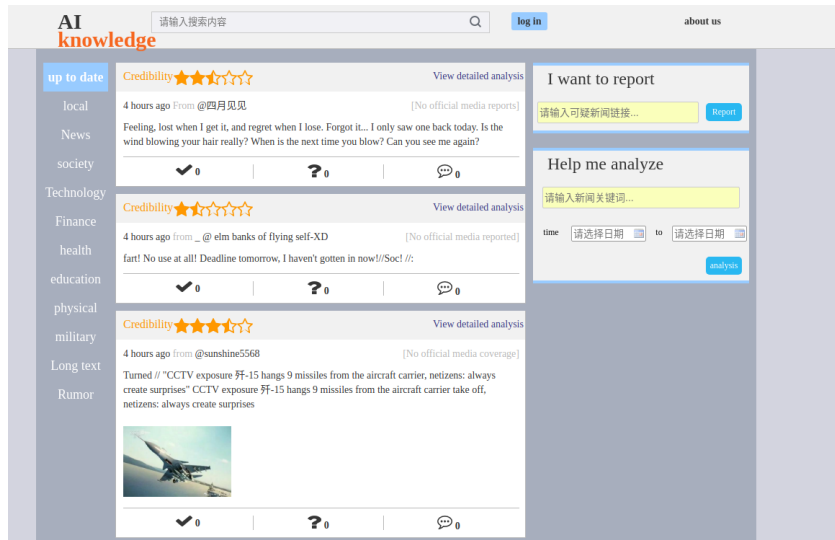 AI
knowledge
请输入搜索内容
log in
about us
up to date
local
News
society
Technology
Finance
health
education
physical
military
Long text
Rumor
Credibility
View detailed analysis
4 hours ago From @四月见见
[No official media reports]
Feeling, lost when I get it, and regret when I lose. Forgot it... I only saw one back today. Is the
wind blowing your hair really? When is the next time you blow? Can you see me again?
0
0
0
Credibility
View detailed analysis
4 hours ago from _ @ elm banks of flying self-XD
[No official media reported]
fart! No use at all! Deadline tomorrow, I haven't gotten in now!//Soc! //:
0
0
0
Credibility
View detailed analysis
4 hours ago from @sunshine5568
[No official media coverage]
Turned // "CCTV exposure 歼-15 hangs 9 missiles from the aircraft carrier, netizens: always
create surprises" CCTV exposure 歼-15 hangs 9 missiles from the aircraft carrier take off,
netizens: always create surprises
0
0
0
I want to report
请输入可疑新闻链接...
Report
Help me analyze
请输入新闻关键词...
time 请选择日期 to 请选择日期
analysis